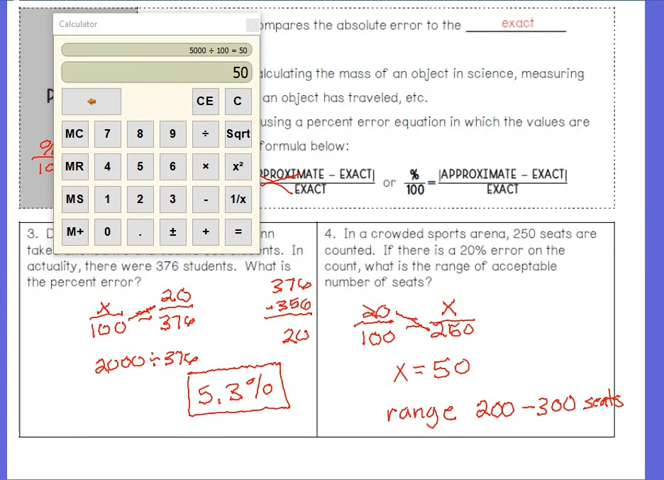 ompares the absolute error to the exact
Calculator
5000 ÷ 100 = 50
50
alculating the mass of an object in science, measuring
an object has traveled, etc.
using a percent error equation in which the values are
formula below:
CE C
MC 7 8 9 ÷ Sqrt
MR 4 5 6 × x²
MS 1 2 3 - 1/x
M+ 0 . ± + =
%
10
PPROXIMATE – EXACT|
EXACT
or
%
100
=
|APPROXIMATE – EXACT|
EXACT
3. D nn
take students. In
actuality, there were 376 students. What is
the percent error?
376
-356
20
x/100 = 20/376
2000 ÷ 376
5.3%
4. In a crowded sports arena, 250 seats are
counted. If there is a 20% error on the
count, what is the range of acceptable
number of seats?
20/100 x/250
x = 50
range 200 – 300 seats